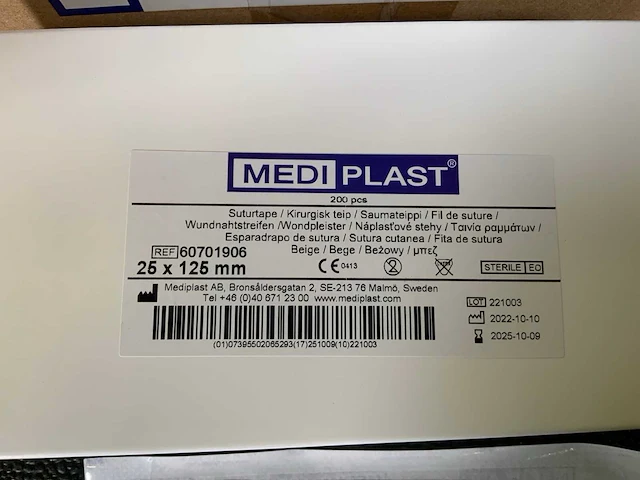 MEDIPLAST®
200 pcs
Suturtape / Kirurgisk teip / Saumateippi / Fil de suture /
Wundnahtstreifen /Wondpleister / Náplasťové stehy / Ταινία ραμμάτων /
Esparadrapo de sutura / Sutura cutanea / Fita de sutura
REF 60701906
Beige / Bege / Beżowy / μπεζ
25 x 125 mm
CE 0413
2
STERILE EO
Mediplast AB, Bronsåldersgatan 2, SE-213 76 Malmö, Sweden
Tel +46 (0)40 671 23 00 www.mediplast.com
LOT 221003
2022-10-10
2025-10-09
(01)07395502065293(17)251009(10)221003